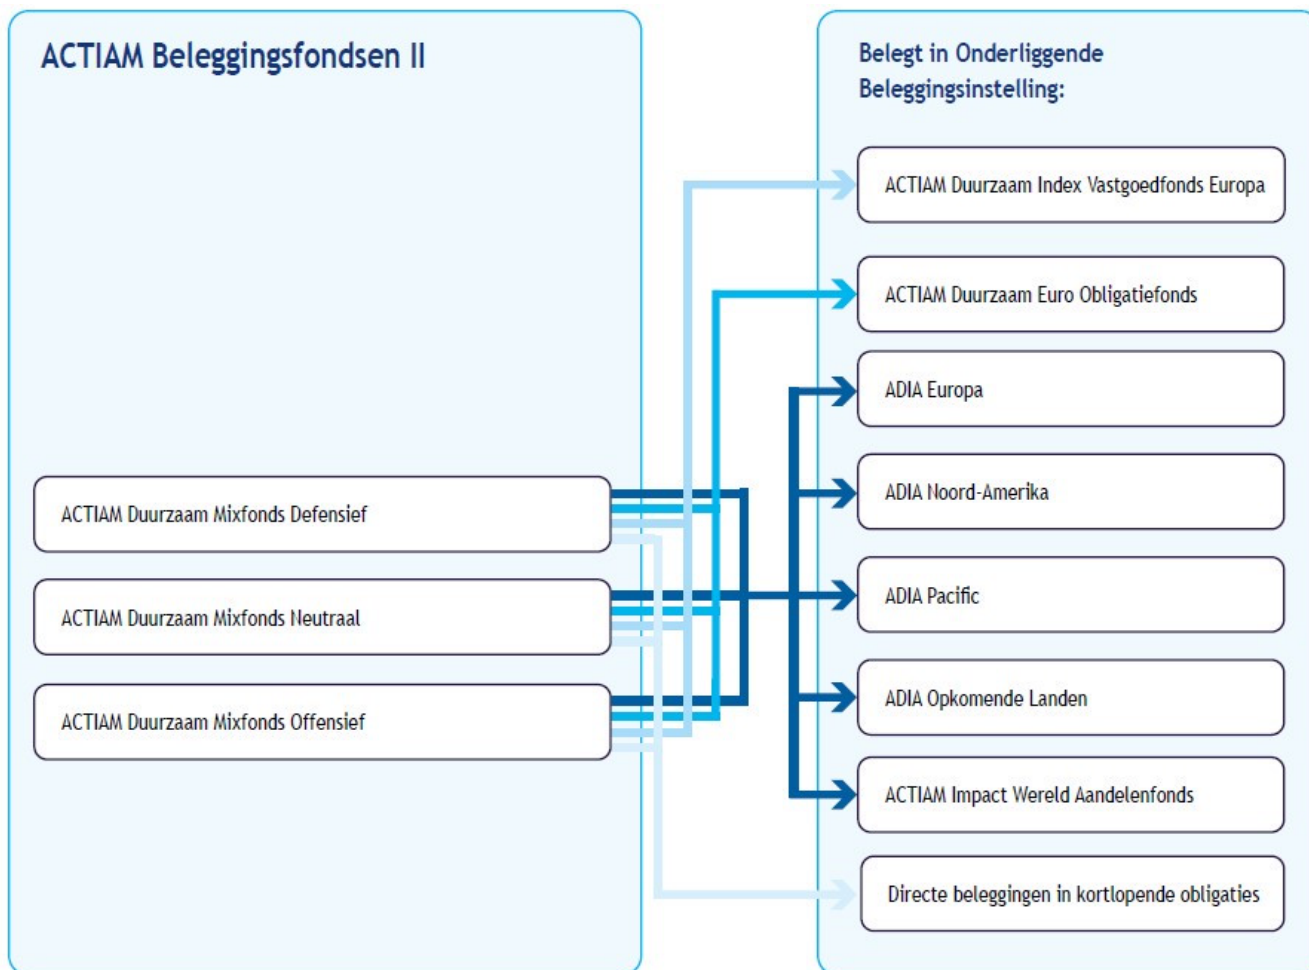 ACTIAM Beleggingsfondsen II
ACTIAM Duurzaam Mixfonds Defensief
ACTIAM Duurzaam Mixfonds Neutraal
ACTIAM Duurzaam Mixfonds Offensief
Belegt in Onderliggende
Beleggingsinstelling:
ACTIAM Duurzaam Index Vastgoedfonds Europa
ACTIAM Duurzaam Euro Obligatiefonds
ADIA Europa
ADIA Noord-Amerika
ADIA Pacific
ADIA Opkomende Landen
ACTIAM Impact Wereld Aandelenfonds
Directe beleggingen in kortlopende obligaties